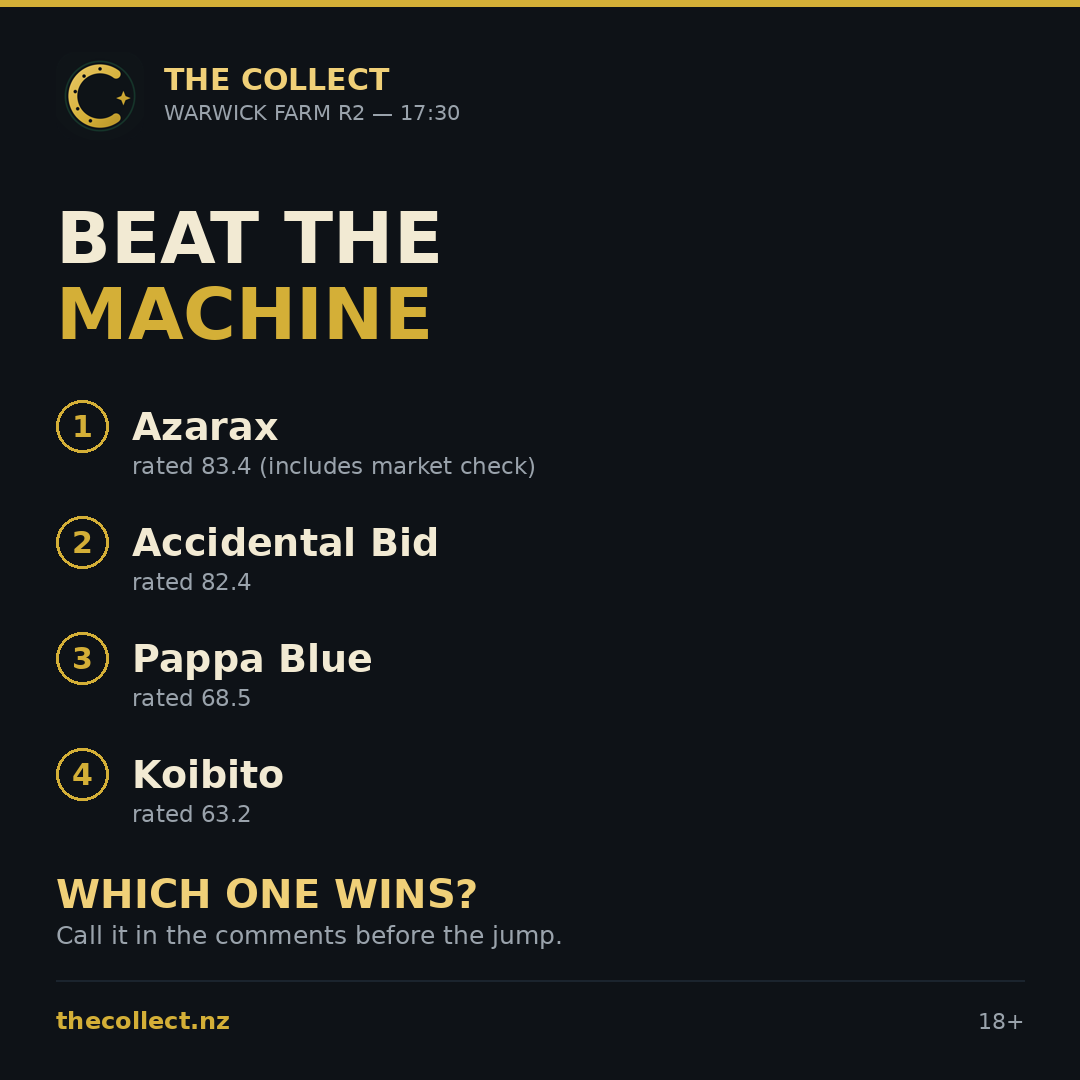 THE COLLECT
WARWICK FARM R2 — 17:30
BEAT THE
MACHINE
1 Azarax
rated 83.4 (includes market check)
2 Accidental Bid
rated 82.4
3 Pappa Blue
rated 68.5
4 Koibito
rated 63.2
WHICH ONE WINS?
Call it in the comments before the jump.
thecollect.nz 18+